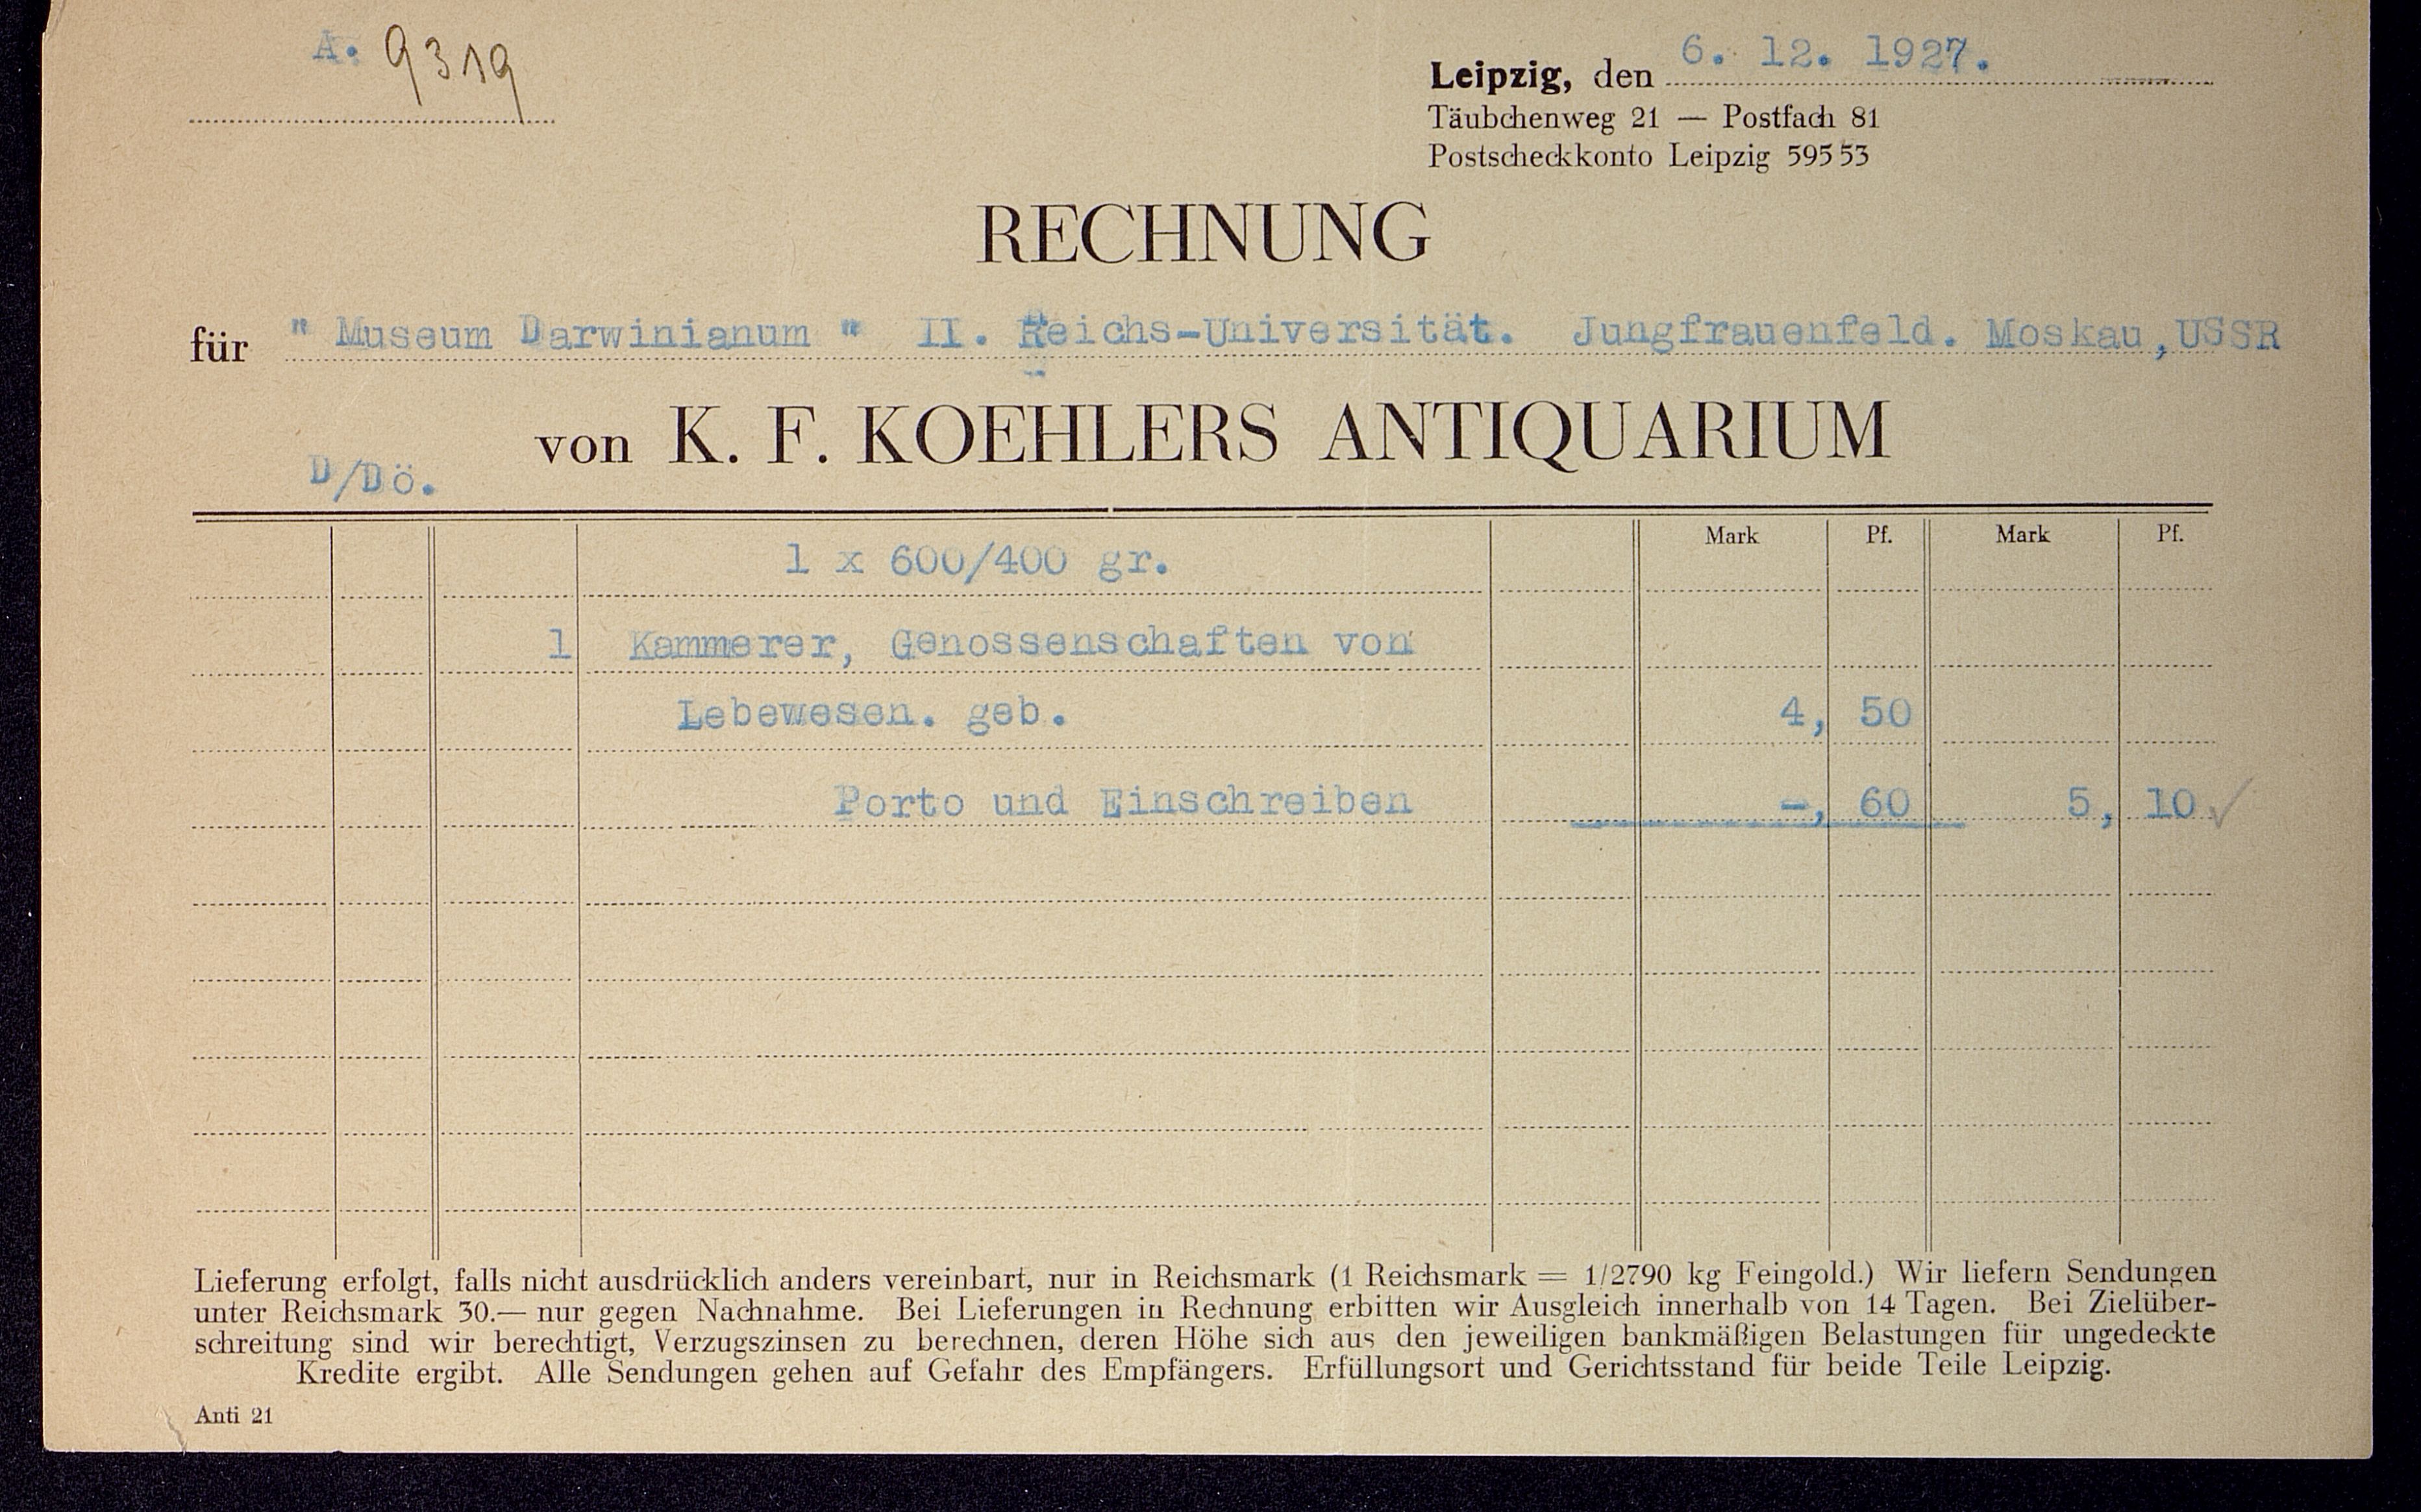 A. 9319
Leipzig, den 6. 12. 1927.
Täubchenweg 21 — Postfach 81
Postscheckkonto Leipzig 595 53
RECHNUNG
für " Museum Darwinianum " II. Reichs-Universität. Jungfrauenfeld. Moskau, USSR
von K. F. KOEHLERS ANTIQUARIUM
D/Dö.
Mark Pf. Mark Pf.
1 x 600/400 gr.
1 Kammerer, Genossenschaften von
Lebewesen. geb. 4, 50
Porto und Einschreiben -, 60 5, 10 ✓
Lieferung erfolgt, falls nicht ausdrücklich anders vereinbart, nur in Reichsmark (1 Reichsmark = 1/2790 kg Feingold.) Wir liefern Sendungen
unter Reichsmark 30.— nur gegen Nachnahme. Bei Lieferungen in Rechnung erbitten wir Ausgleich innerhalb von 14 Tagen. Bei Zielüber-
schreitung sind wir berechtigt, Verzugszinsen zu berechnen, deren Höhe sich aus den jeweiligen bankmäßigen Belastungen für ungedeckte
Kredite ergibt. Alle Sendungen gehen auf Gefahr des Empfängers. Erfüllungsort und Gerichtsstand für beide Teile Leipzig.
Anti 21